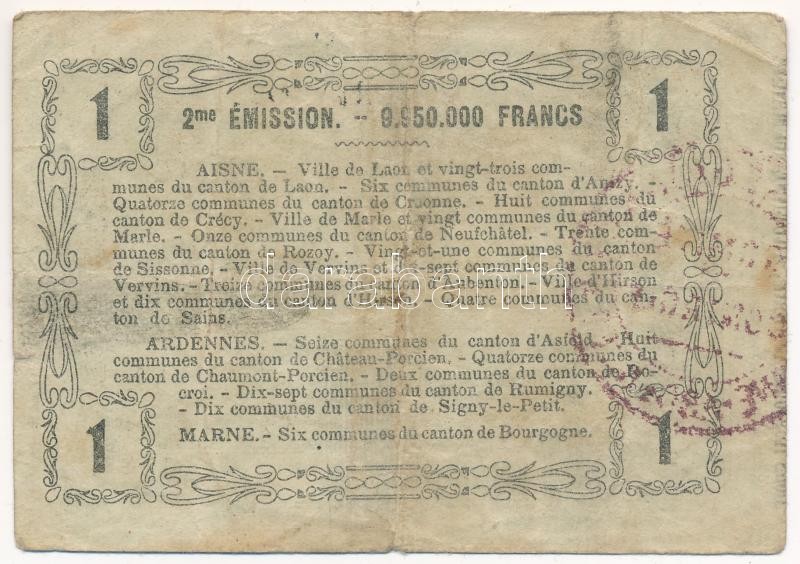 1 1
2me ÉMISSION. - 9.950.000 FRANCS
AISNE. — Ville de Laon et vingt-trois com-
munes du canton de Laon. - Six communes du canton d'Anizy. -
Quatorze communes du canton de Craonne. - Huit communes du
canton de Crécy. - Ville de Marle et vingt communes du canton de
Marle. - Onze communes du canton de Neufchâtel. - Trente com-
munes du canton de Rozoy. - Vingt-et-une communes du canton
de Sissonne. - Ville de Vervins et dix-sept communes du canton de
Vervins. - Treize communes du canton d'Aubenton. - Ville d'Hirson
et dix communes du canton d'Hirson. - Quatre communes du can-
ton de Sains.
ARDENNES. - Seize communes du canton d'Asfeld. - Huit
communes du canton de Château-Porcien. - Quatorze communes du
canton de Chaumont-Porcien. - Deux communes du canton de Ro-
croi. - Dix-sept communes du canton de Rumigny.
- Dix communes du canton de Signy-le-Petit.
MARNE. - Six communes du canton de Bourgogne.
1 1
darabanth